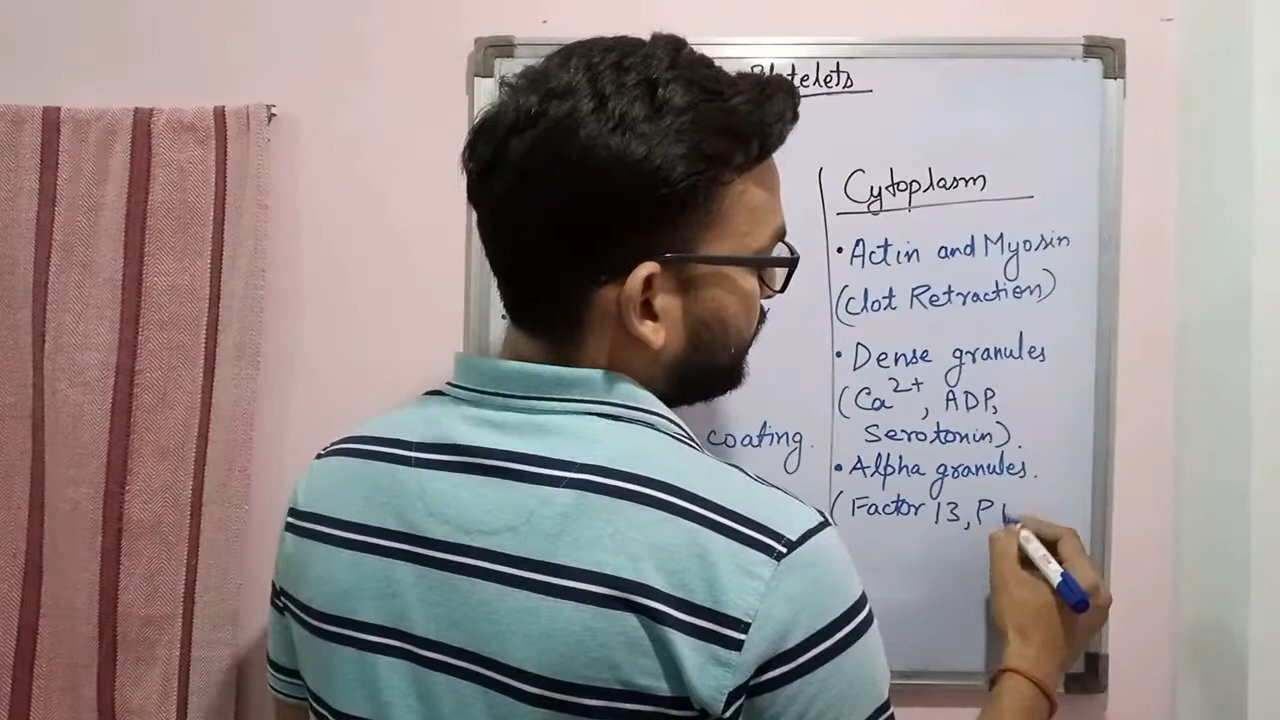 Platelets
Cytoplasm
• Actin and Myosin
(Clot Retraction)
• Dense granules
(Ca2+, ADP,
Serotonin).
coating.
• Alpha granules.
(Factor 13, P